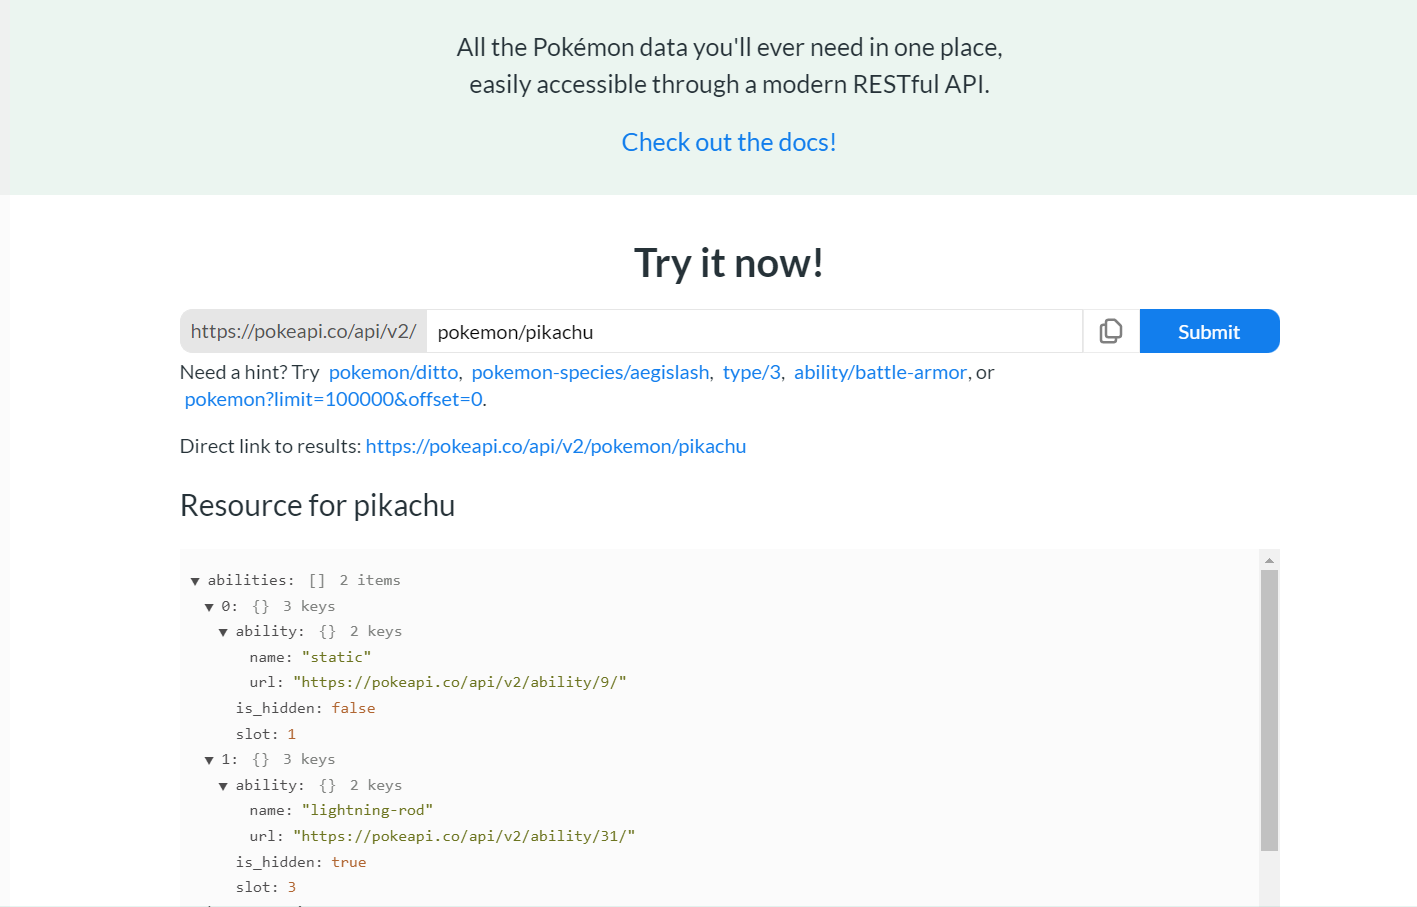 All the Pokémon data you'll ever need in one place,
easily accessible through a modern RESTful API.
Check out the docs!
Try it now!
https://pokeapi.co/api/v2/ pokemon/pikachu Submit
Need a hint? Try pokemon/ditto, pokemon-species/aegislash, type/3, ability/battle-armor, or
pokemon?limit=100000&offset=0.
Direct link to results: https://pokeapi.co/api/v2/pokemon/pikachu
Resource for pikachu
▼ abilities: [] 2 items
▼ 0: {} 3 keys
▼ ability: {} 2 keys
name: "static"
url: "https://pokeapi.co/api/v2/ability/9/"
is_hidden: false
slot: 1
▼ 1: {} 3 keys
▼ ability: {} 2 keys
name: "lightning-rod"
url: "https://pokeapi.co/api/v2/ability/31/"
is_hidden: true
slot: 3